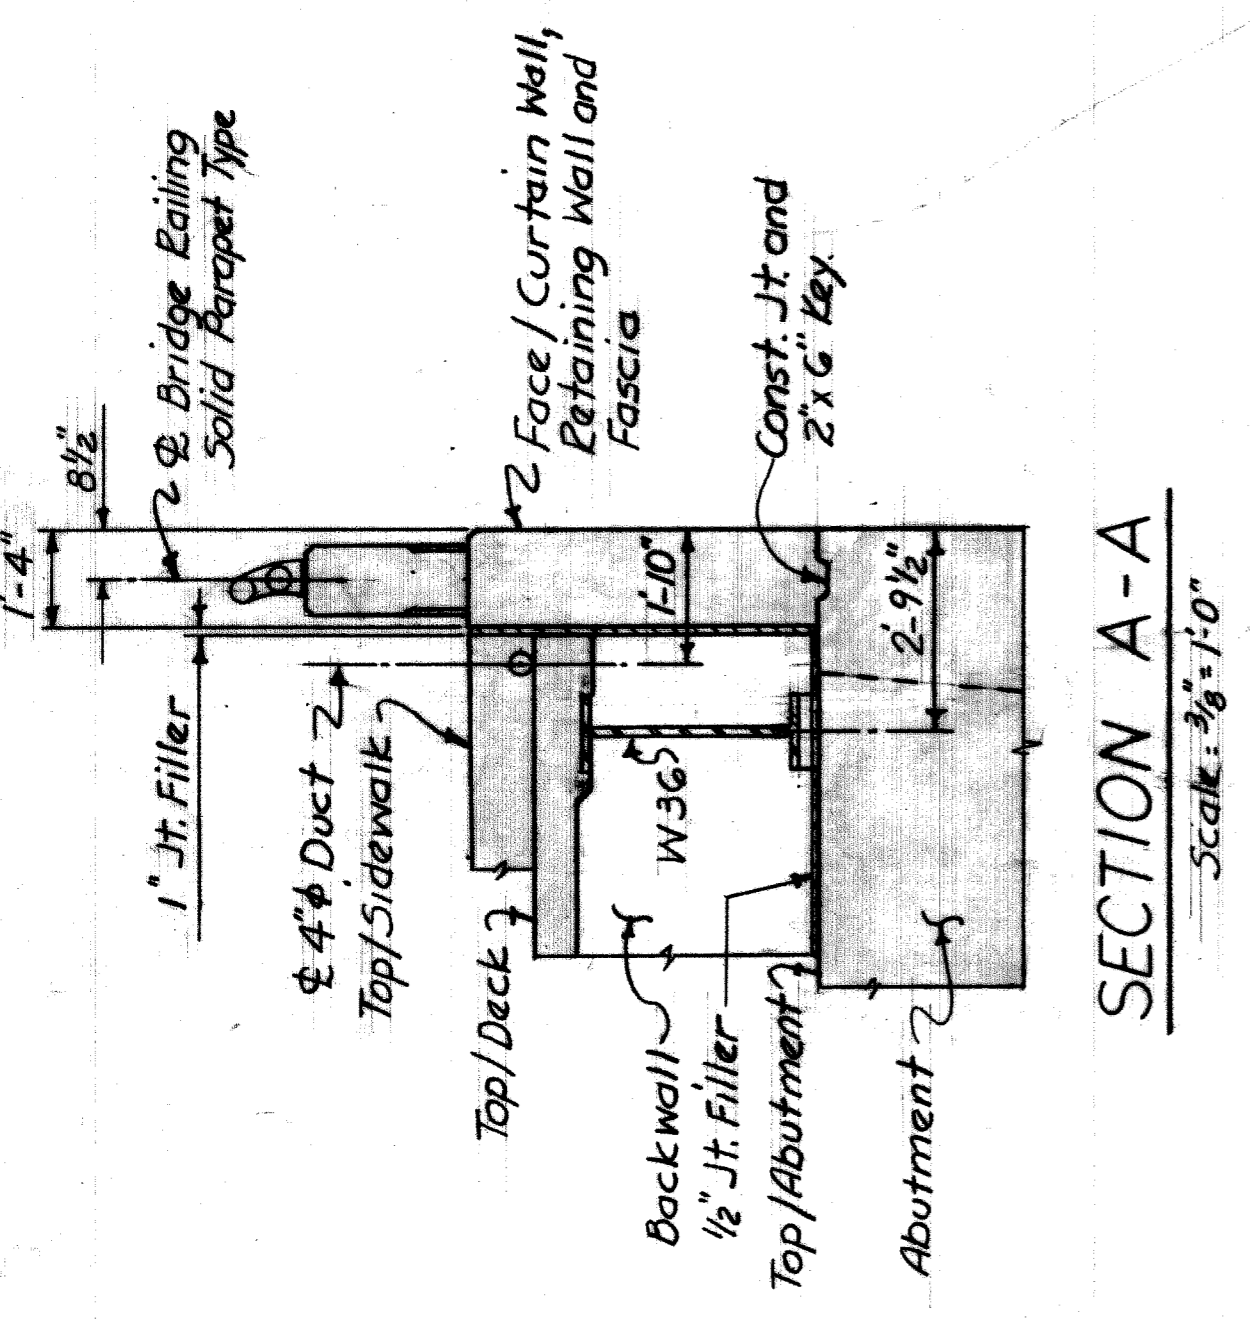 1'-4"
8½"
℄ Bridge Railing
Solid Parapet Type
1" Jt. Filler
℄ 4"ϕ Duct
Top/Sidewalk
Top/Deck
Face/Curtain Wall,
Retaining Wall and
Fascia
1'-10"
W36
Const. Jt. and
2"x 6" Key.
2'-9½"
Backwall
½" Jt. Filler
Top/Abutment
Abutment
SECTION A-A
Scale: ⅜" = 1'-0"